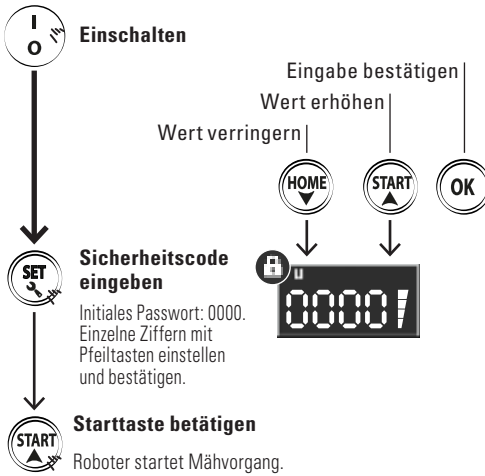 I
O
Einschalten
Eingabe bestätigen
Wert erhöhen
Wert verringern
HOME
START
OK
SET
Sicherheitscode
eingeben
Initiales Passwort: 0000.
Einzelne Ziffern mit
Pfeiltasten einstellen
und bestätigen.
0000
START
Starttaste betätigen
Roboter startet Mähvorgang.